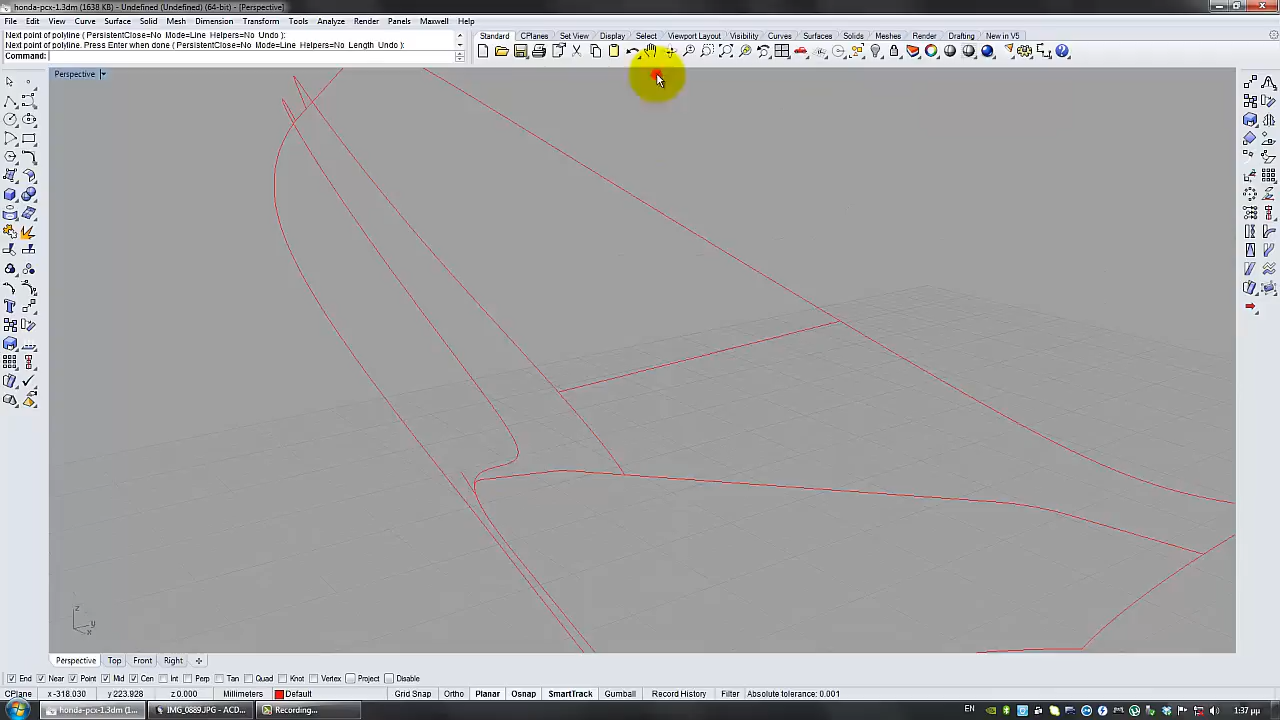 honda-pcx-1.3dm (1638 KB) - Undefined (Undefined) (64-bit) - [Perspective]
File Edit View Curve Surface Solid Mesh Dimension Transform Tools Analyze Render Panels Maxwell Help
Next point of polyline ( PersistentClose=No Mode=Line Helpers=No Undo ):
Next point of polyline. Press Enter when done ( PersistentClose=No Mode=Line Helpers=No Length Undo ):
Command:
Standard CPlanes Set View Display Select Viewport Layout Visibility Curves Surfaces Solids Meshes Render Drafting New in V5
Perspective
z
y
x
Perspective Top Front Right
End Near Point Mid Cen Int Perp Tan Quad Knot Vertex Project Disable
CPlane x -318.030 y 223.928 z 0.000 Millimeters Default Grid Snap Ortho Planar Osnap SmartTrack Gumball Record History Filter Absolute tolerance: 0.001
honda-pcx-1.3dm (1... IMG_0889.JPG - ACD... Recording... EN 1:37 μμ